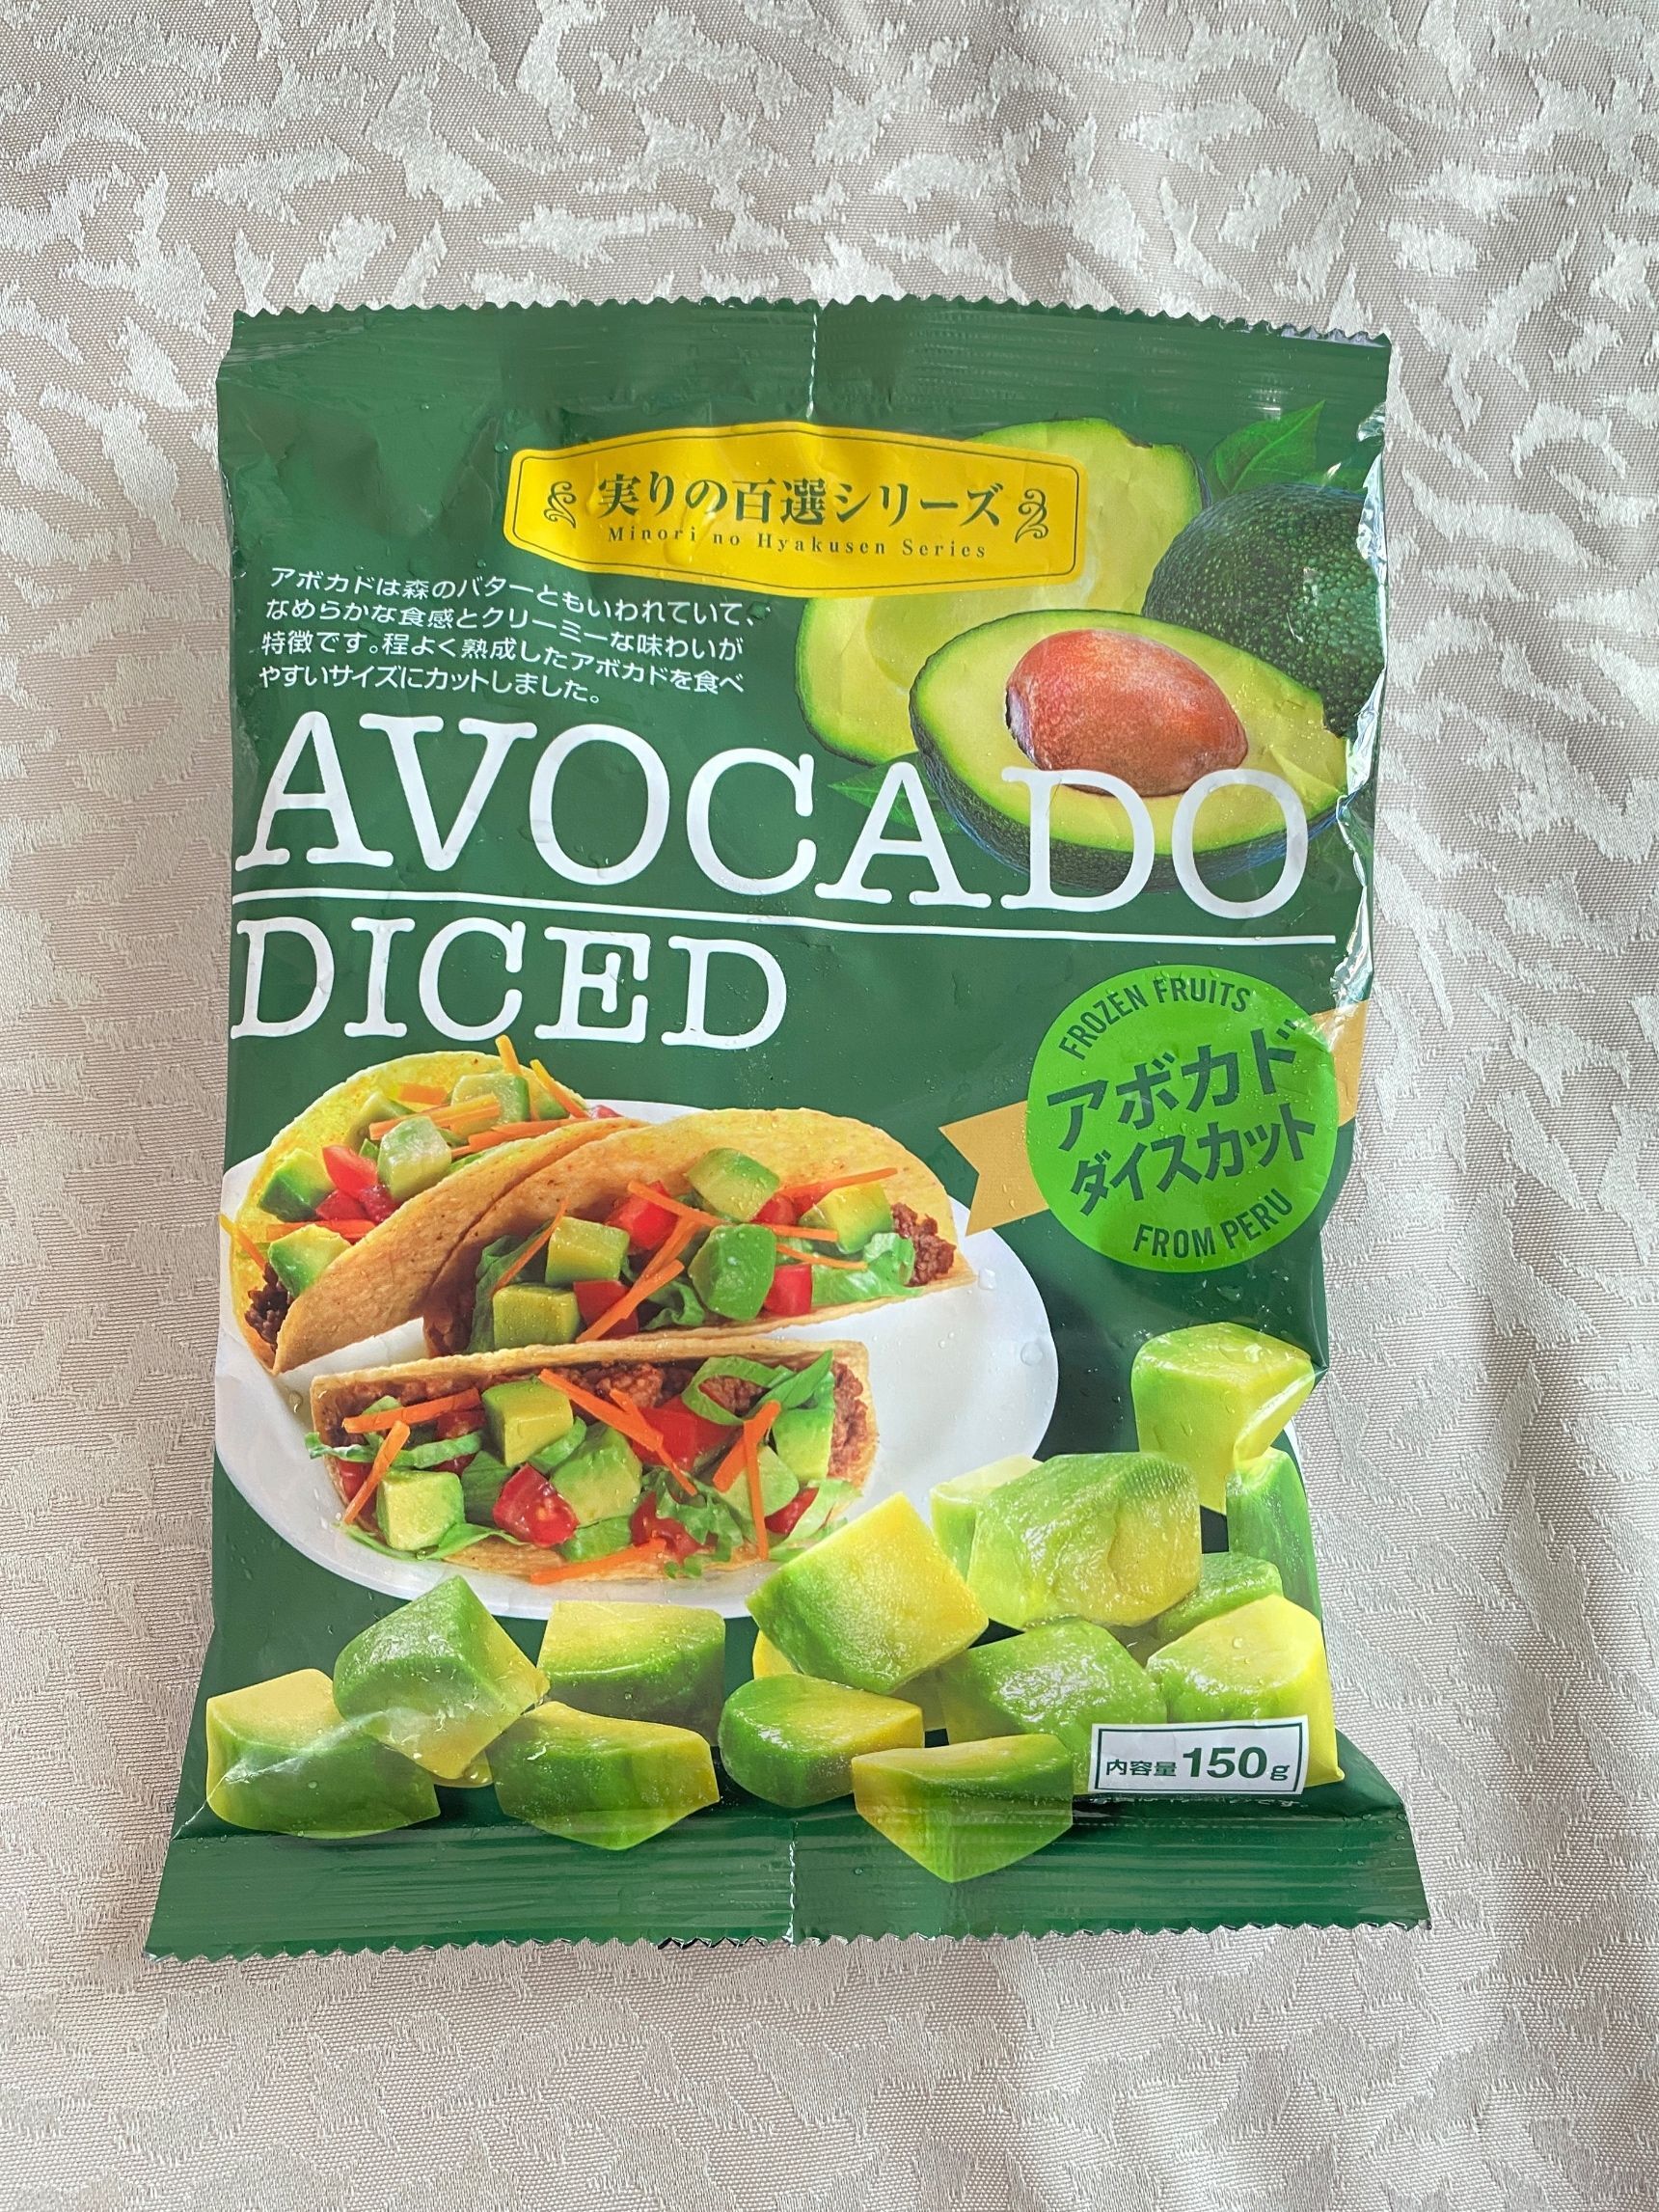 実りの百選シリーズ
Minori no Hyakusen Series
アボカドは森のバターともいわれていて、
なめらかな食感とクリーミーな味わいが
特徴です。程よく熟成したアボカドを食べ
やすいサイズにカットしました。
AVOCADO
DICED
FROZEN FRUITS
アボカド
ダイスカット
FROM PERU
内容量 150g